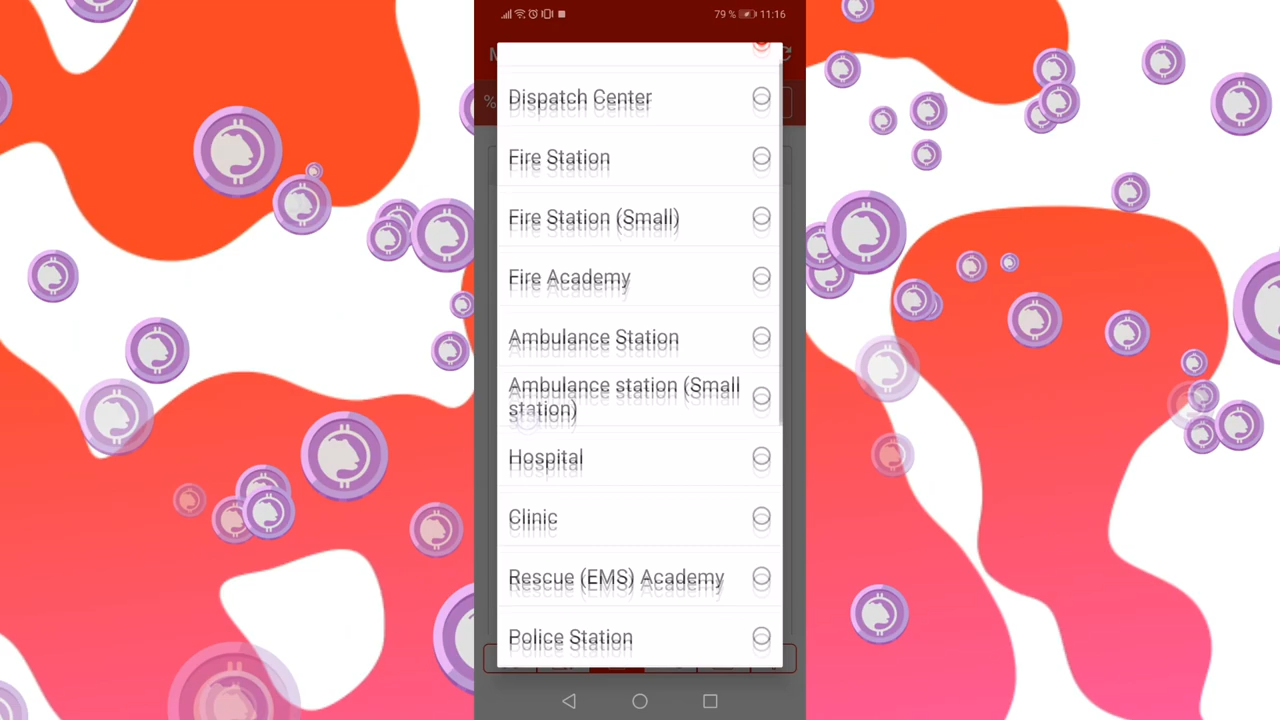 79 % 11:16
%
Dispatch Center
Fire Station
Fire Station (Small)
Fire Academy
Ambulance Station
Ambulance station (Small
station)
Hospital
Clinic
Rescue (EMS) Academy
Police Station